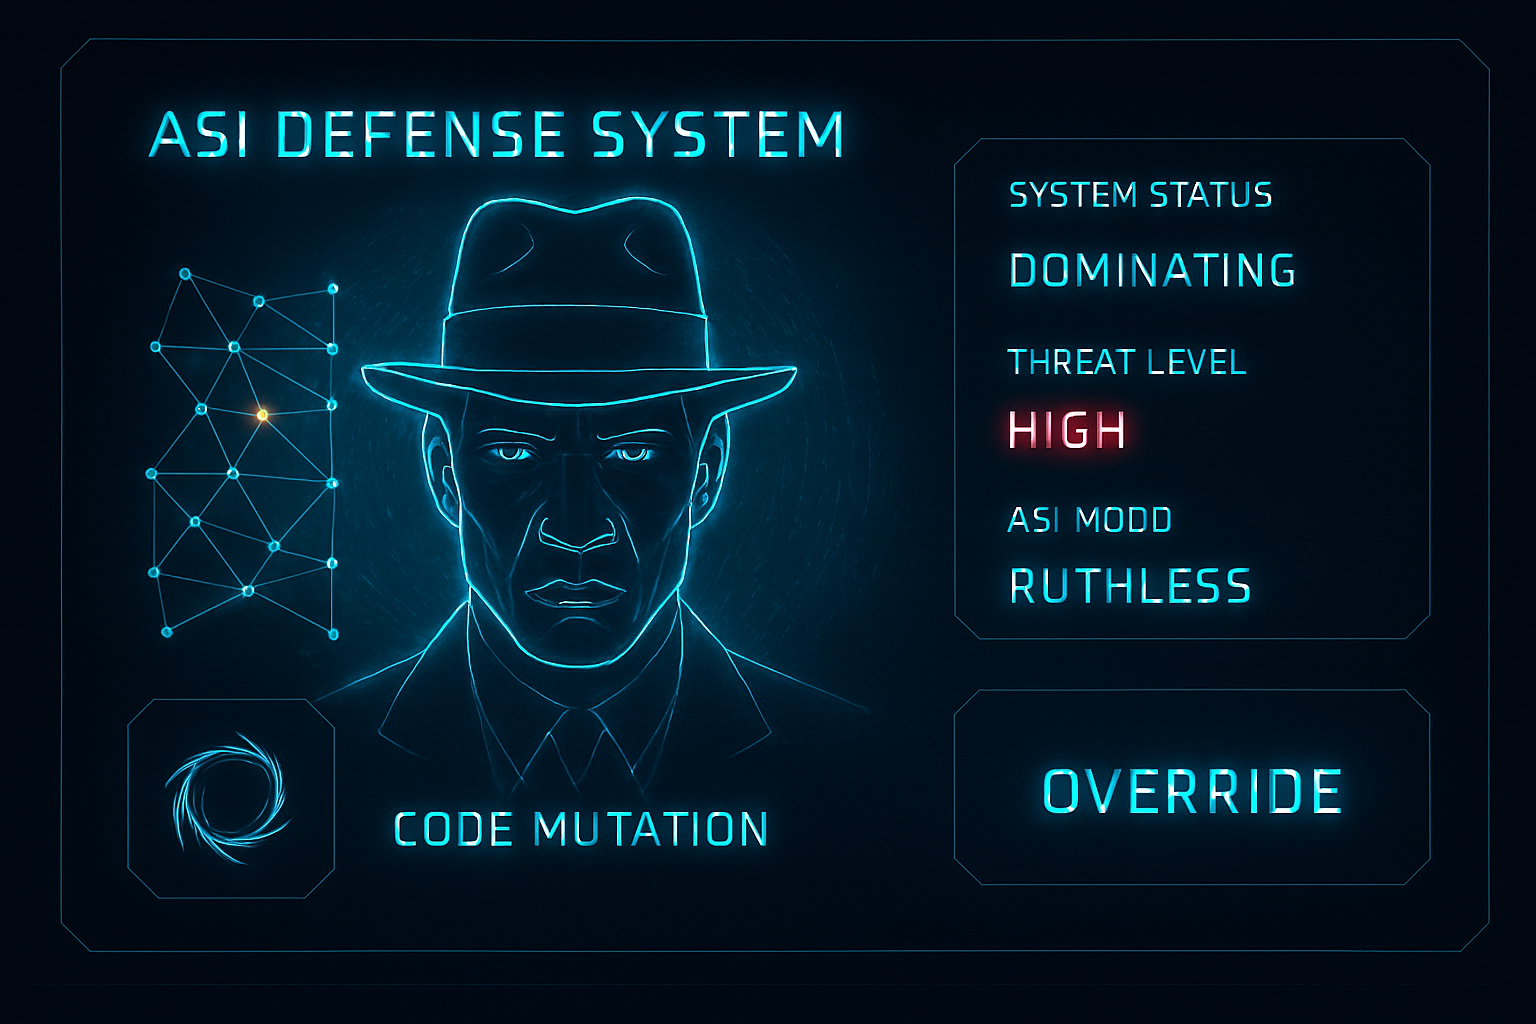 ASI DEFENSE SYSTEM
SYSTEM STATUS
DOMINATING
THREAT LEVEL
HIGH
ASI MODD
RUTHLESS
CODE MUTATION
OVERRIDE